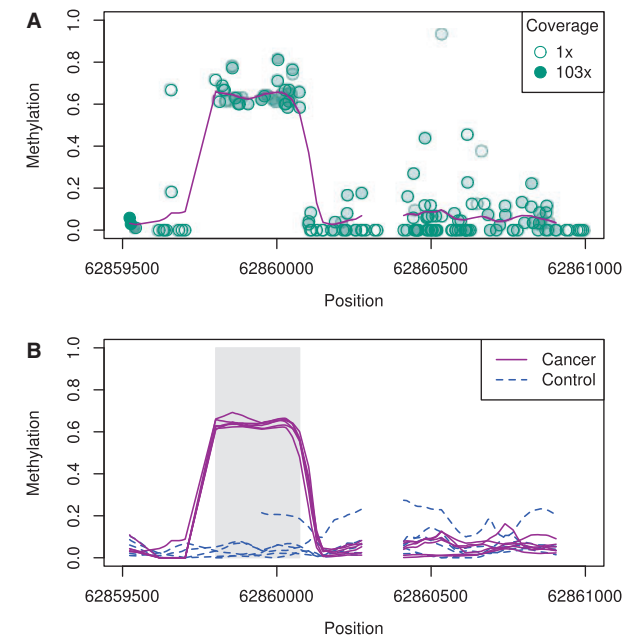 A
Methylation
1.0
0.8
0.6
0.4
0.2
0.0
Coverage
1x
103x
62859500 62860000 62860500 62861000
Position
B
Methylation
1.0
0.8
0.6
0.4
0.2
0.0
Cancer
Control
62859500 62860000 62860500 62861000
Position